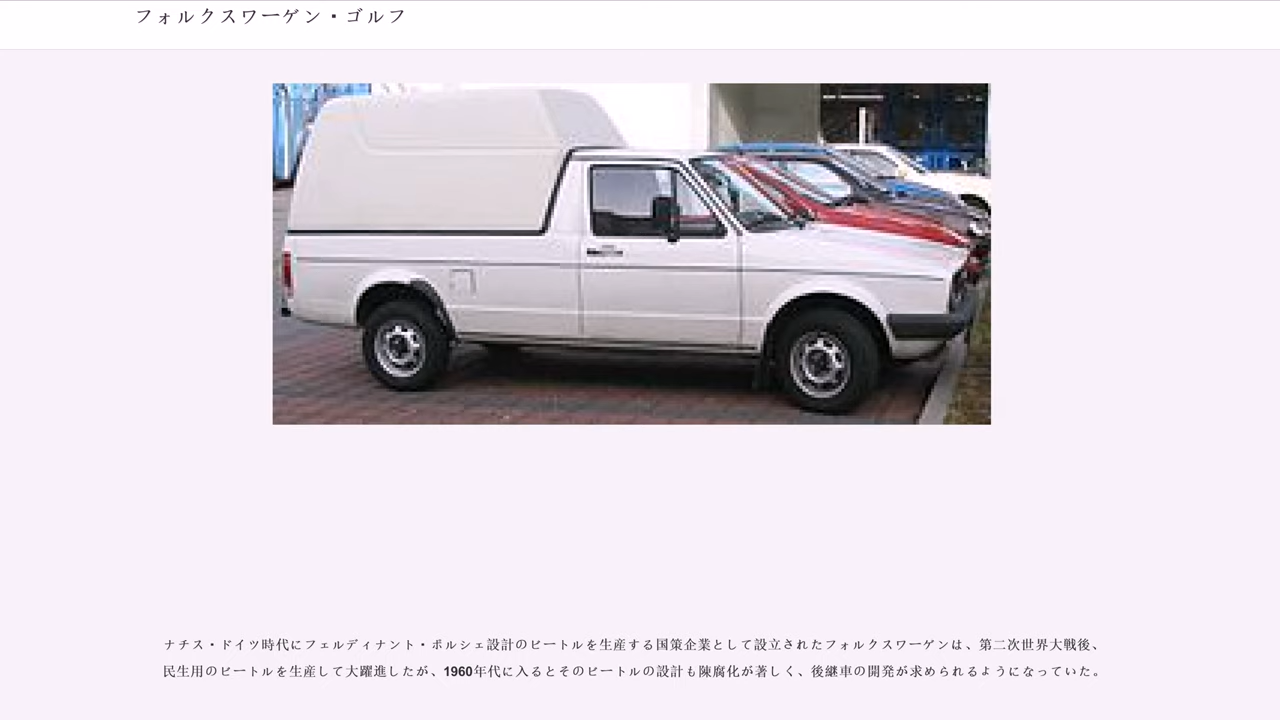 フォルクスワーゲン・ゴルフ
ナチス・ドイツ時代にフェルディナント・ポルシェ設計のビートルを生産する国策企業として設立されたフォルクスワーゲンは、第二次世界大戦後、
民生用のビートルを生産して大躍進したが、1960年代に入るとそのビートルの設計も陳腐化が著しく、後継車の開発が求められるようになっていた。